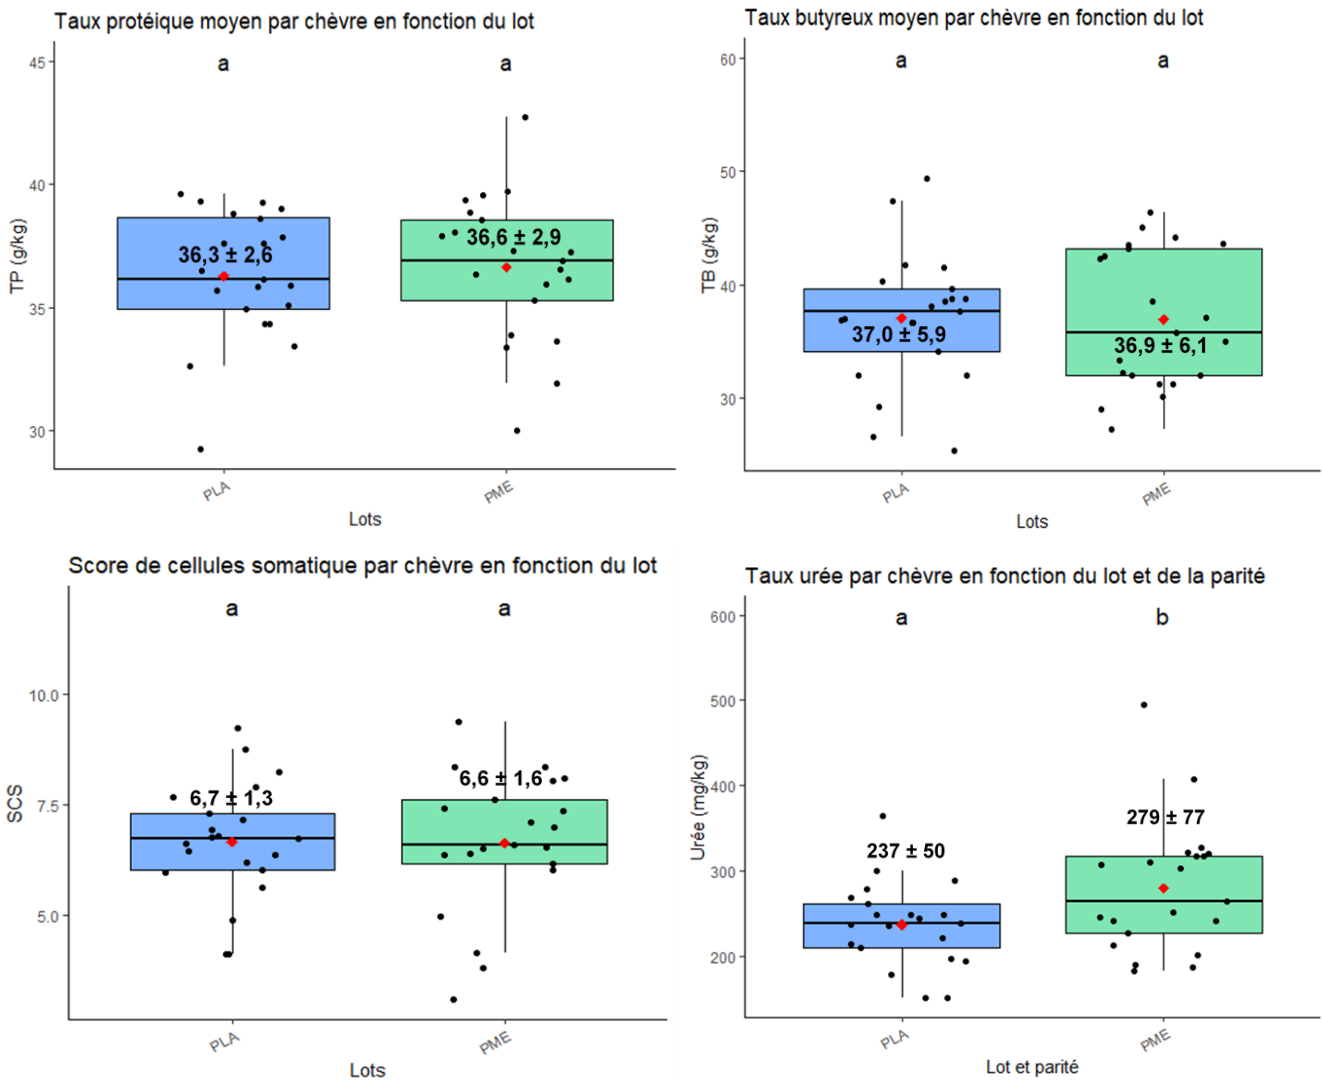 Taux protéique moyen par chèvre en fonction du lot
a
a
45
40
35
30
TP (g/kg)
36,3 ± 2,6
36,6 ± 2,9
PLA
PME
Lots
Taux butyreux moyen par chèvre en fonction du lot
a
a
60
50
40
30
TB (g/kg)
37,0 ± 5,9
36,9 ± 6,1
PLA
PME
Lots
Score de cellules somatique par chèvre en fonction du lot
a
a
10.0
7.5
5.0
SCS
6,7 ± 1,3
6,6 ± 1,6
PLA
PME
Lots
Taux urée par chèvre en fonction du lot et de la parité
a
b
600
500
400
300
200
Urée (mg/kg)
237 ± 50
279 ± 77
PLA
PME
Lot et parité